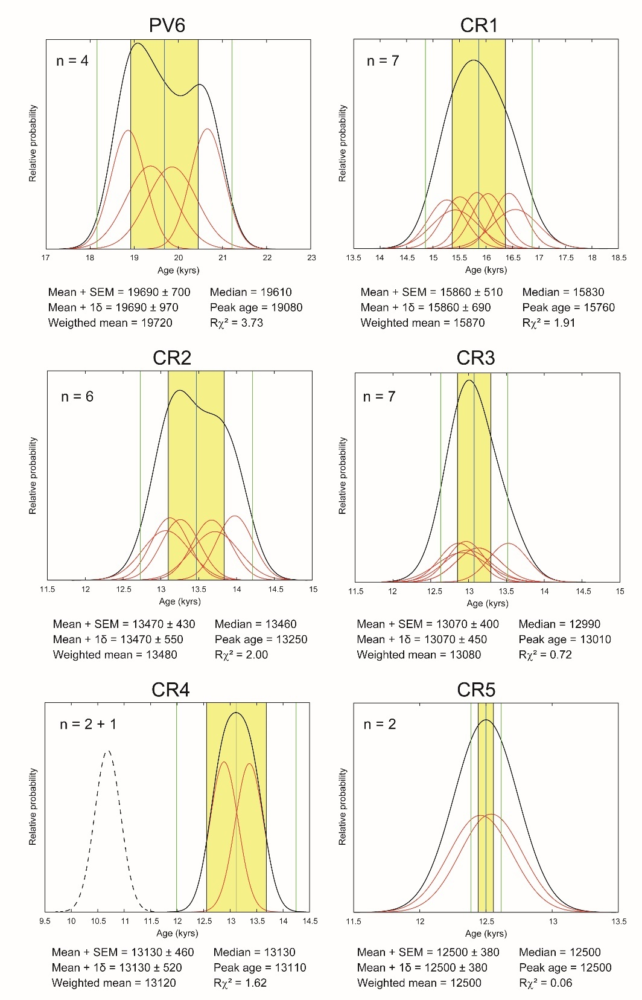 PV6
n = 4
Relative probability
17 18 19 20 21 22 23
Age (kyrs)
Mean + SEM = 19690 ± 700 Median = 19610
Mean + 1δ = 19690 ± 970 Peak age = 19080
Weigthed mean = 19720 Rχ² = 3.73
CR1
n = 7
Relative probability
13.5 14 14.5 15 15.5 16 16.5 17 17.5 18 18.5
Age (kyrs)
Mean + SEM = 15860 ± 510 Median = 15830
Mean + 1δ = 15860 ± 690 Peak age = 15760
Weighted mean = 15870 Rχ² = 1.91
CR2
n = 6
Relative probability
11.5 12 12.5 13 13.5 14 14.5 15
Age (kyrs)
Mean + SEM = 13470 ± 430 Median = 13460
Mean + 1δ = 13470 ± 550 Peak age = 13250
Weighted mean = 13480 Rχ² = 2.00
CR3
n = 7
Relative probability
11.5 12 12.5 13 13.5 14 14.5 15
Age (kyrs)
Mean + SEM = 13070 ± 400 Median = 12990
Mean + 1δ = 13070 ± 450 Peak age = 13010
Weighted mean = 13080 Rχ² = 0.72
CR4
n = 2 + 1
Relative probability
9.5 10 10.5 11 11.5 12 12.5 13 13.5 14 14.5
Age (kyrs)
Mean + SEM = 13130 ± 460 Median = 13130
Mean + 1δ = 13130 ± 520 Peak age = 13110
Weighted mean = 13120 Rχ² = 1.62
CR5
n = 2
Relative probability
11.5 12 12.5 13 13.5
Age (kyrs)
Mean + SEM = 12500 ± 380 Median = 12500
Mean + 1δ = 12500 ± 380 Peak age = 12500
Weighted mean = 12500 Rχ² = 0.06